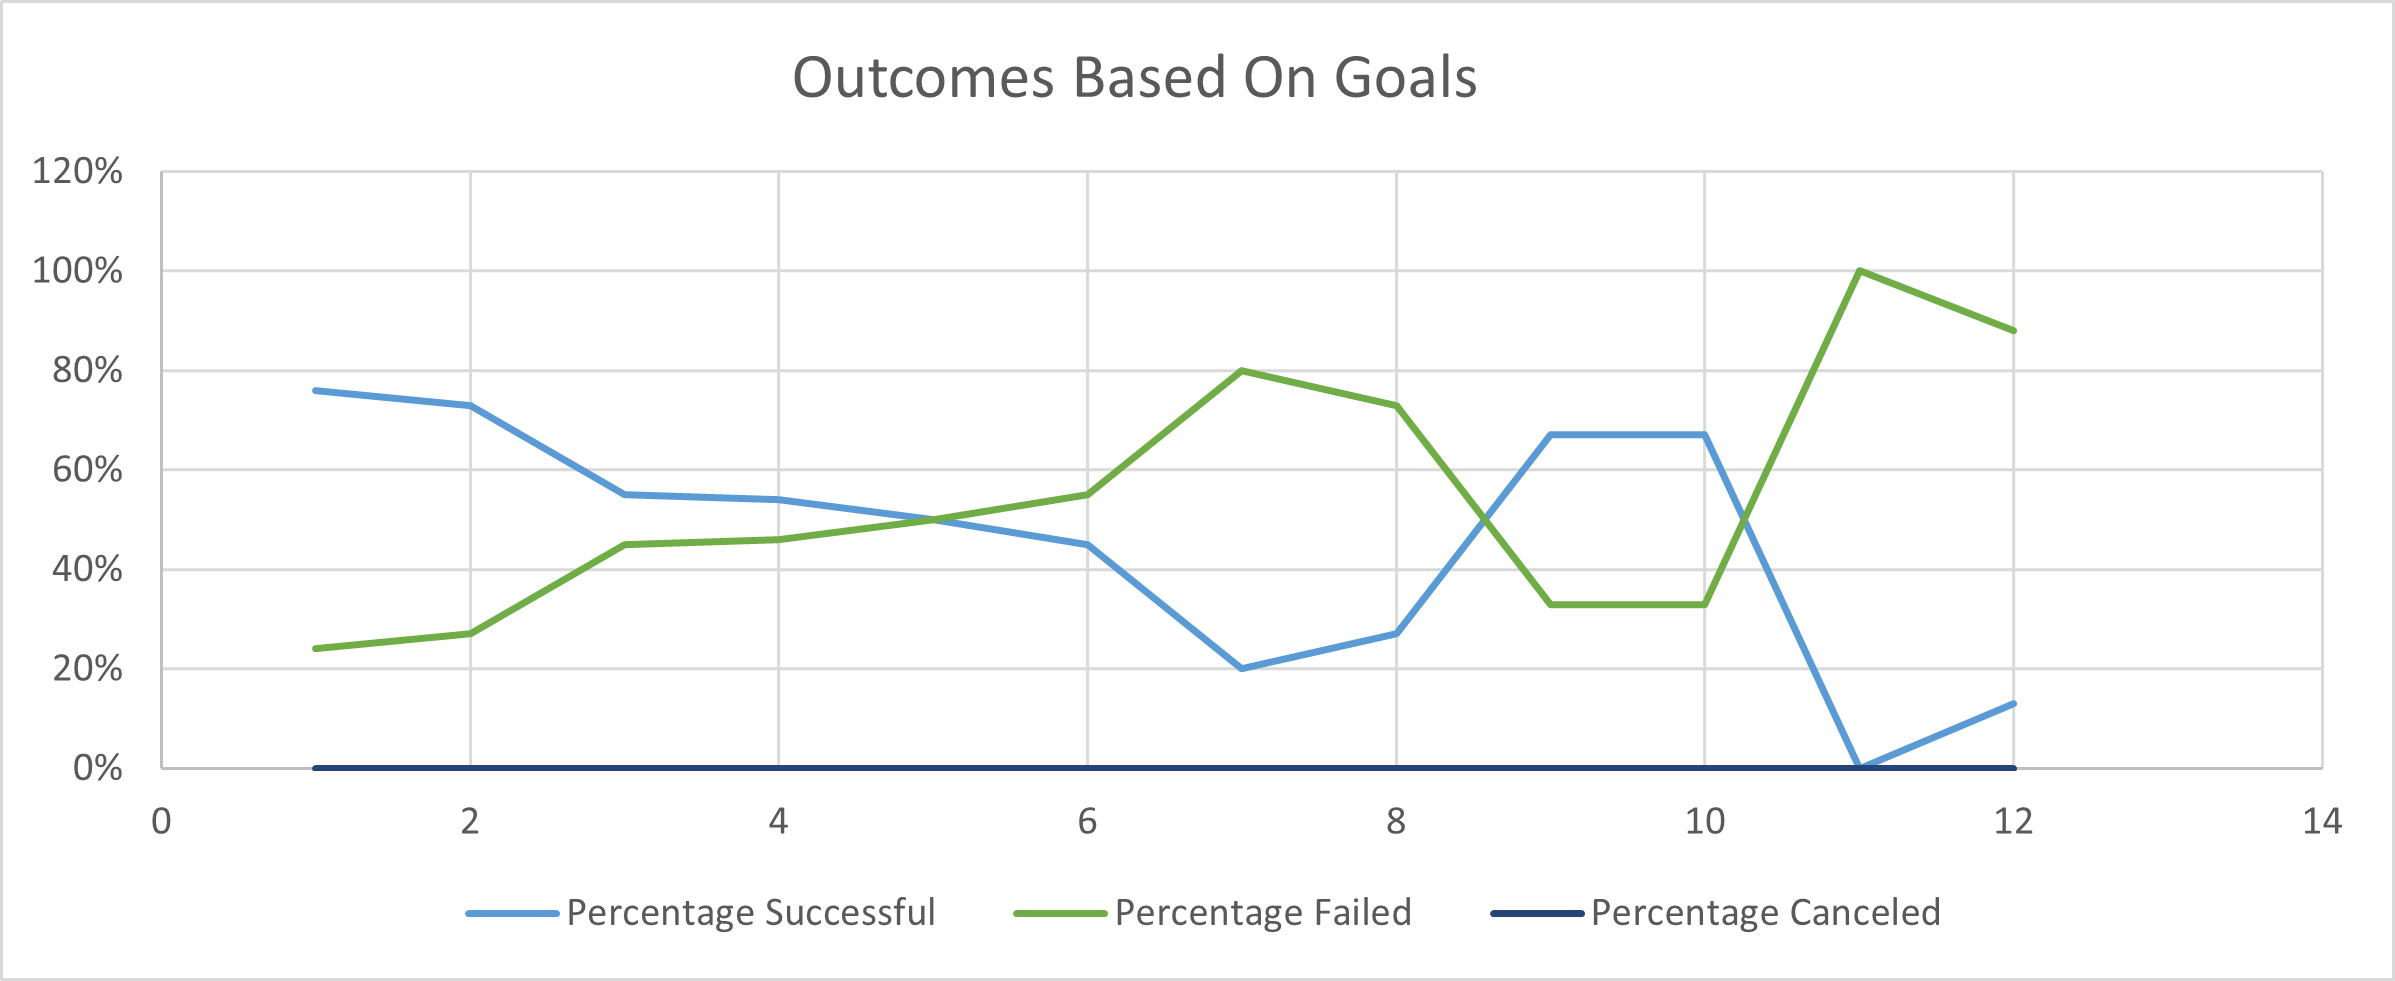 Outcomes Based On Goals
120%
100%
80%
60%
40%
20%
0%
0 2 4 6 8 10 12 14
Percentage Successful Percentage Failed Percentage Canceled